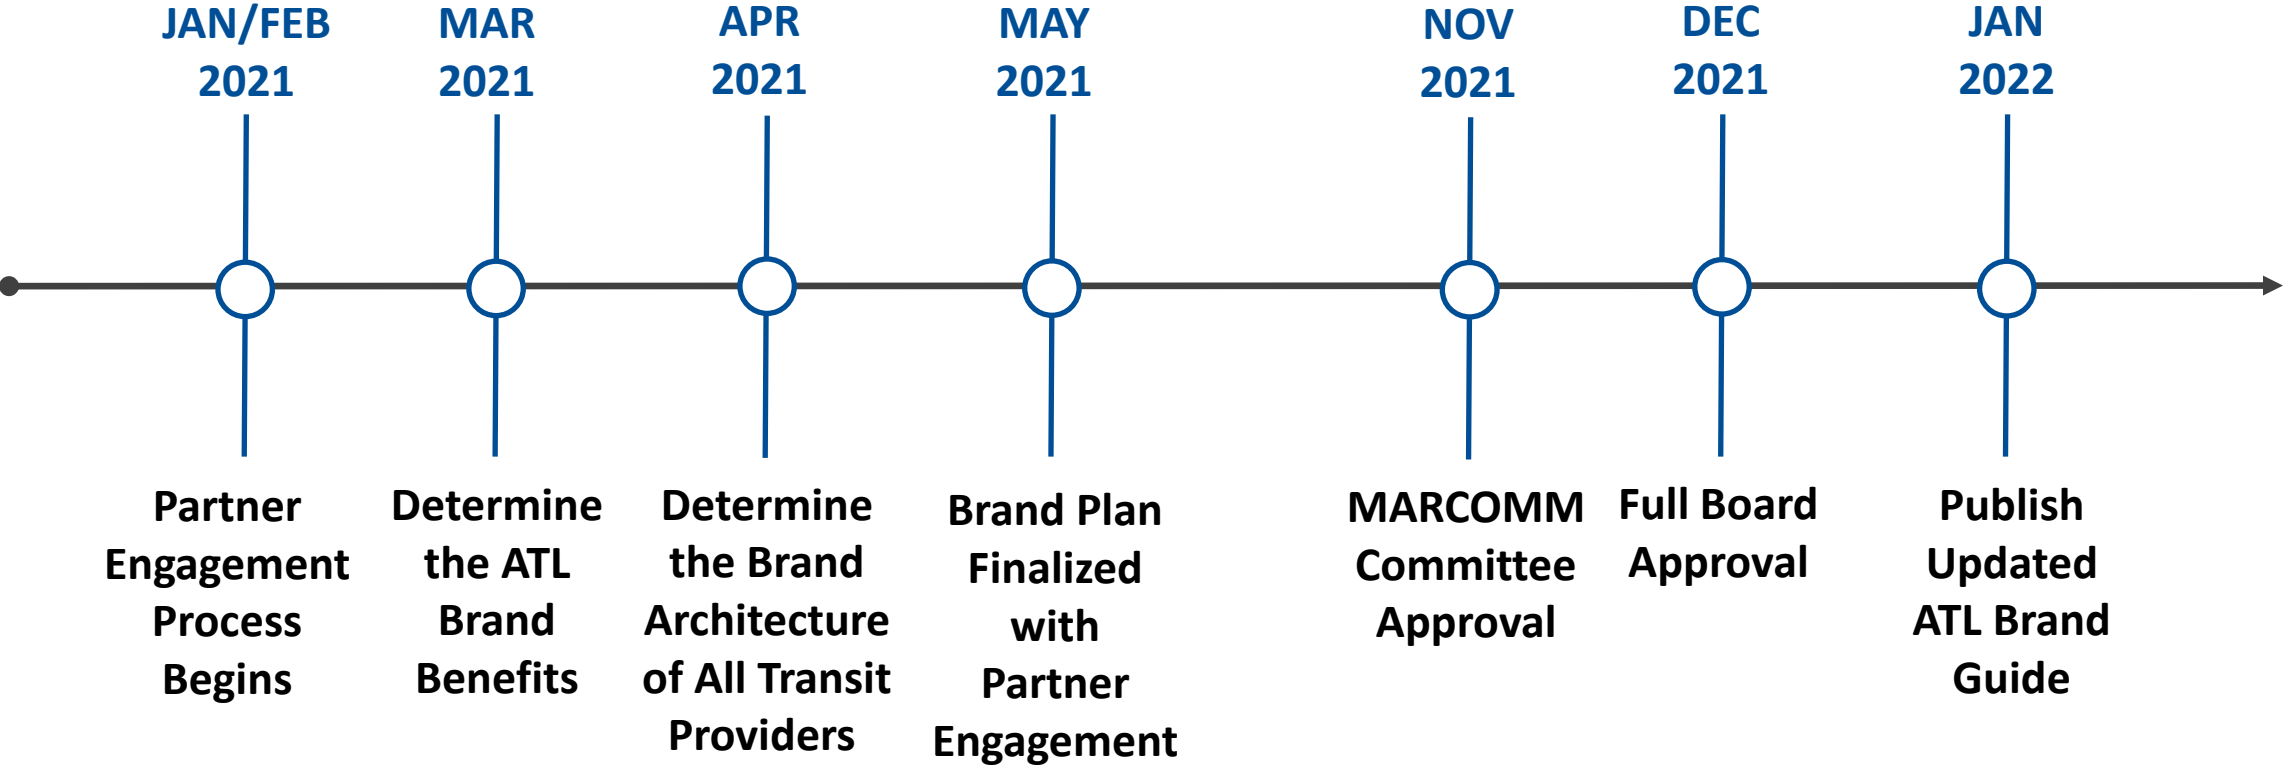 JAN/FEB
2021
MAR
2021
APR
2021
MAY
2021
NOV
2021
DEC
2021
JAN
2022
Partner
Engagement
Process
Begins
Determine
the ATL
Brand
Benefits
Determine
the Brand
Architecture
of All Transit
Providers
Brand Plan
Finalized
with
Partner
Engagement
MARCOMM
Committee
Approval
Full Board
Approval
Publish
Updated
ATL Brand
Guide